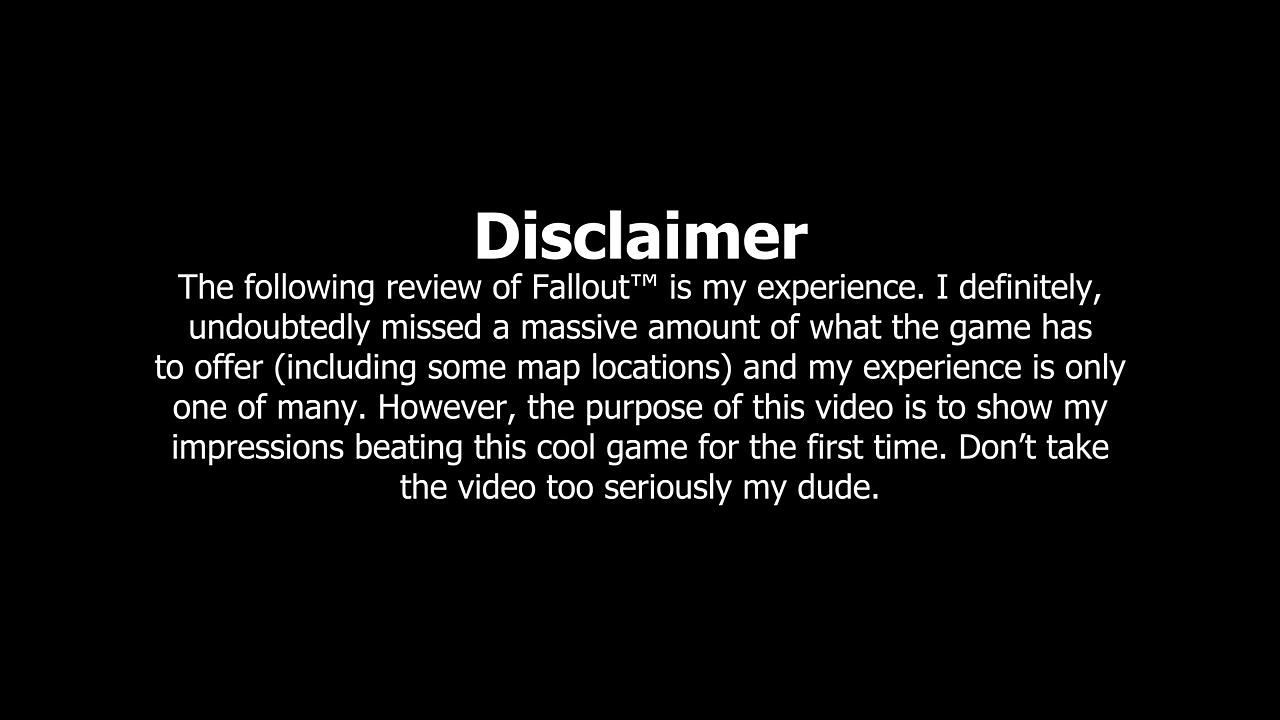 Disclaimer
The following review of Fallout™ is my experience. I definitely,
undoubtedly missed a massive amount of what the game has
to offer (including some map locations) and my experience is only
one of many. However, the purpose of this video is to show my
impressions beating this cool game for the first time. Don’t take
the video too seriously my dude.